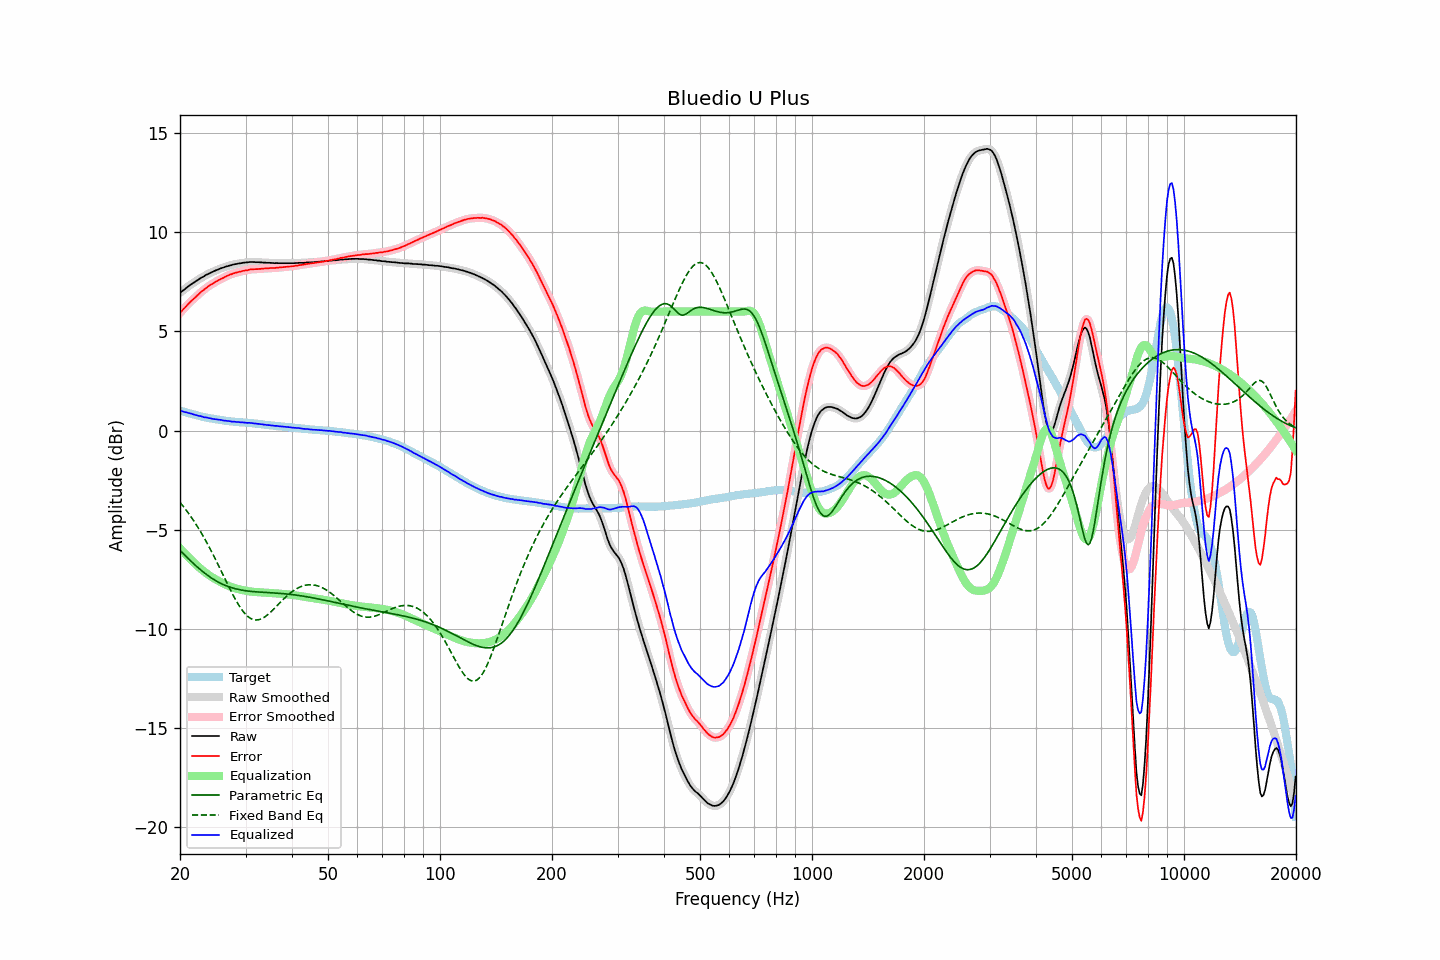 Bluedio U Plus
Amplitude (dBr)
15
10
5
0
−5
−10
−15
−20
Target
Raw Smoothed
Error Smoothed
Raw
Error
Equalization
Parametric Eq
Fixed Band Eq
Equalized
20 50 100 200 500 1000 2000 5000 10000 20000
Frequency (Hz)